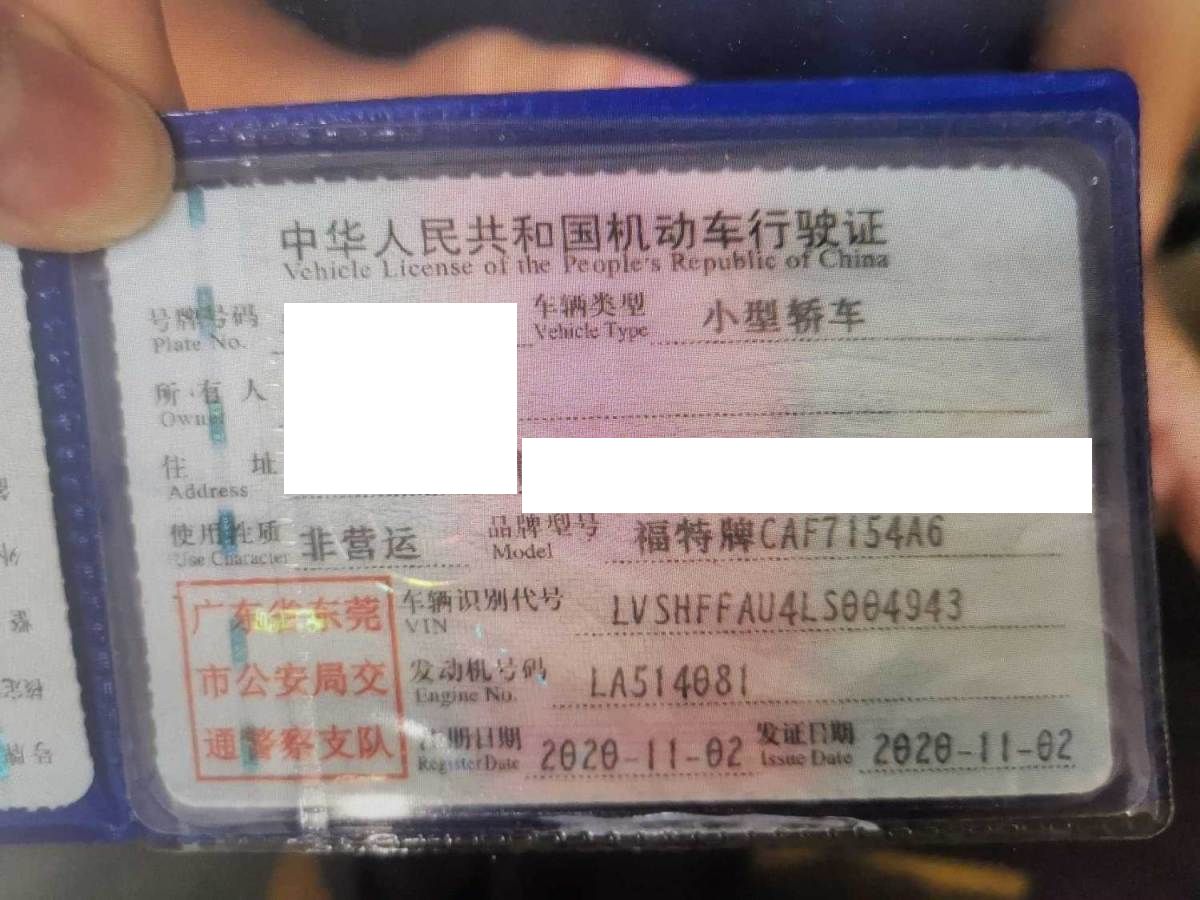 中华人民共和国机动车行驶证
Vehicle License of the People's Republic of China
号牌号码 车辆类型 小型轿车
Plate No. Vehicle Type
所有人
Owner
住址
Address
使用性质 非营运 品牌型号 福特牌CAF7154A6
Use Character Model
广东省东莞
市公安局交
通警察支队
车辆识别代号 LVSHFFAU4LS004943
VIN
发动机号码 LA514081
Engine No.
注册日期 2020-11-02 发证日期 2020-11-02
Register Date Issue Date
号牌
核定